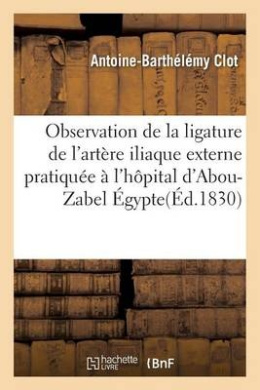 Antoine-Barthélémy Clot
Observation de la ligature de l'artère iliaque externe pratiquée à l'hôpital d'Abou-
Zabel Égypte(Éd.1830)
hachette
LIVRE
{BnF